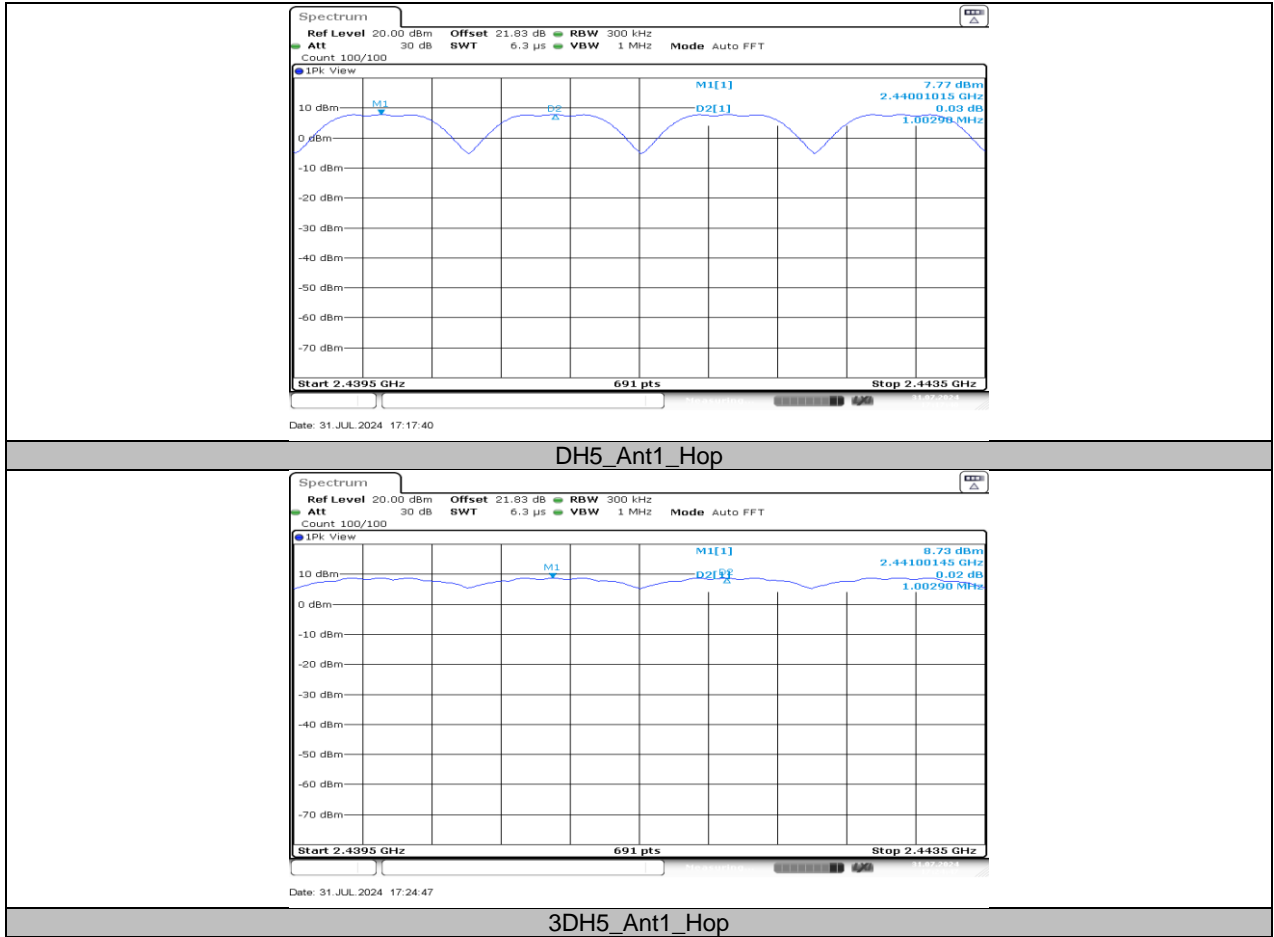 Spectrum
Ref Level 20.00 dBm Offset 21.83 dB RBW 300 kHz
Att 30 dB SWT 6.3 µs VBW 1 MHz Mode Auto FFT
Count 100/100
1Pk View
M1[1] 7.77 dBm
2.44001015 GHz
10 dBm M1 D2 D2[1] 0.03 dB
1.00290 MHz
0 dBm
-10 dBm
-20 dBm
-30 dBm
-40 dBm
-50 dBm
-60 dBm
-70 dBm
Start 2.4395 GHz 691 pts Stop 2.4435 GHz
31.07.2024
Date: 31.JUL.2024 17:17:40
DH5_Ant1_Hop
Spectrum
Ref Level 20.00 dBm Offset 21.83 dB RBW 300 kHz
Att 30 dB SWT 6.3 µs VBW 1 MHz Mode Auto FFT
Count 100/100
1Pk View
M1[1] 8.73 dBm
M1 2.44100145 GHz
10 dBm D2[1] D2 0.02 dB
1.00290 MHz
0 dBm
-10 dBm
-20 dBm
-30 dBm
-40 dBm
-50 dBm
-60 dBm
-70 dBm
Start 2.4395 GHz 691 pts Stop 2.4435 GHz
31.07.2024
Date: 31.JUL.2024 17:24:47
3DH5_Ant1_Hop